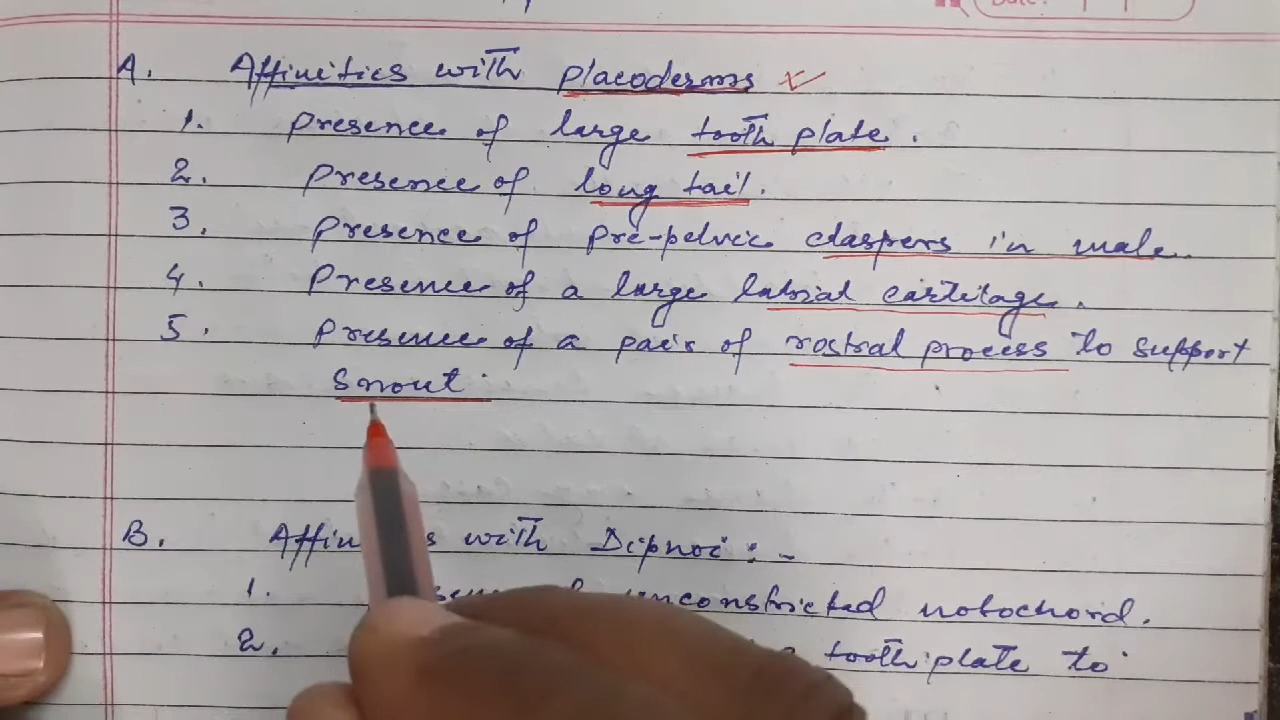 A. Affinities with placoderms
1. Presence of large tooth plate.
2. Presence of long tail.
3. Presence of pre-pelvic claspers in male.
4. Presence of a large labial cartilage.
5. Presence of a pair of rostral process to support
snout.
B. with Dipnoi :-
1. unconstricted notochord.
2. tooth plate to